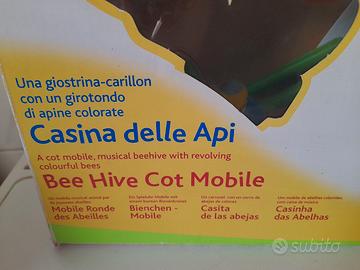 Una giostrina-carillon
con un girotondo
di apine colorate
Casina delle Api
A cot mobile, musical beehive with revolving
colourful bees
Bee Hive Cot Mobile
Mobile Ronde
des Abeilles
Bienchen -
Mobile
Casita
de las abejas
Casinha
das Abelhas
subito